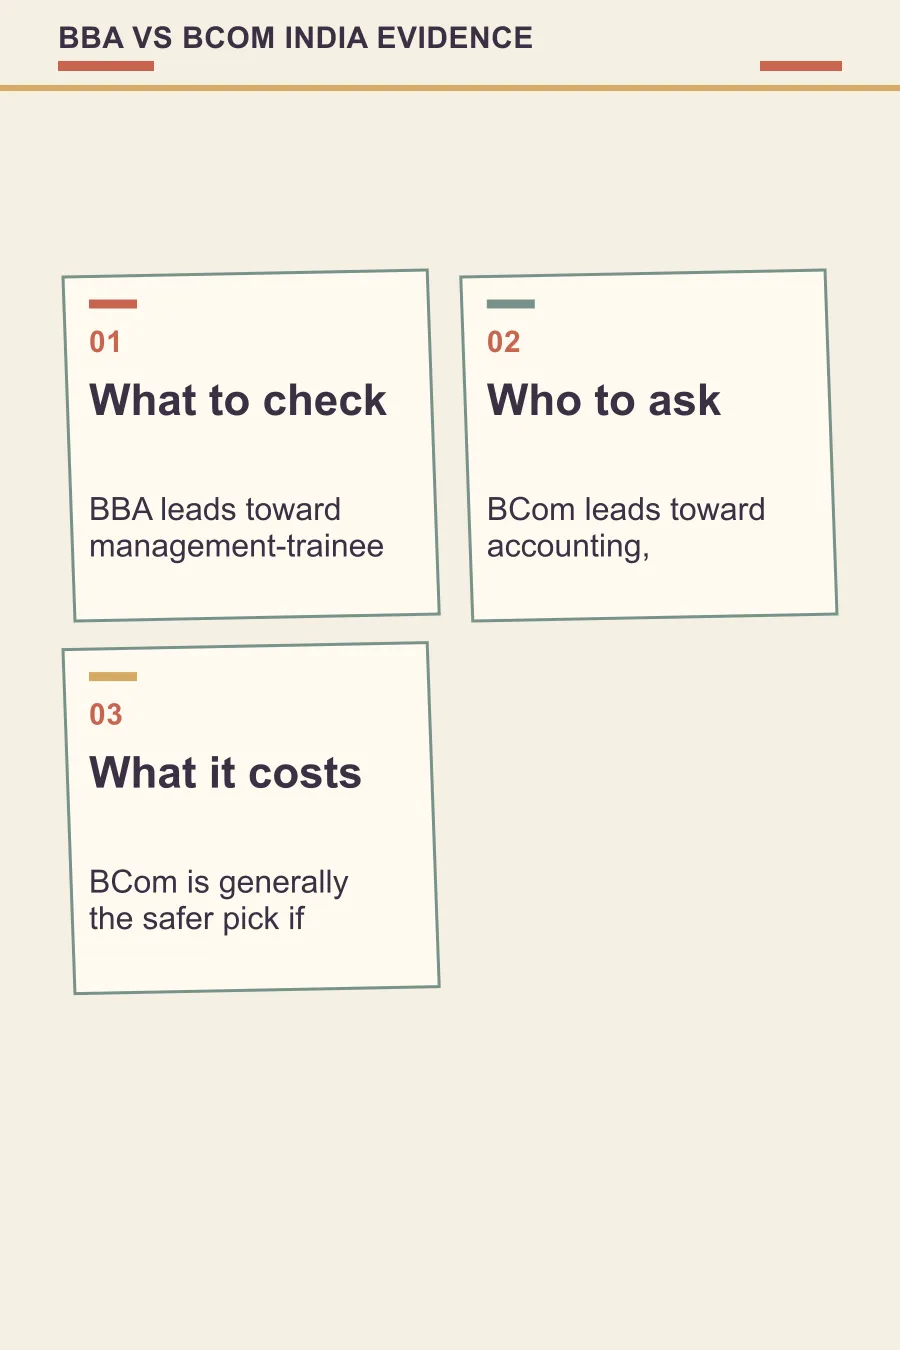 BBA VS BCOM INDIA EVIDENCE
01
What to check
BBA leads toward
management-trainee
02
Who to ask
BCom leads toward
accounting,
03
What it costs
BCom is generally
the safer pick if